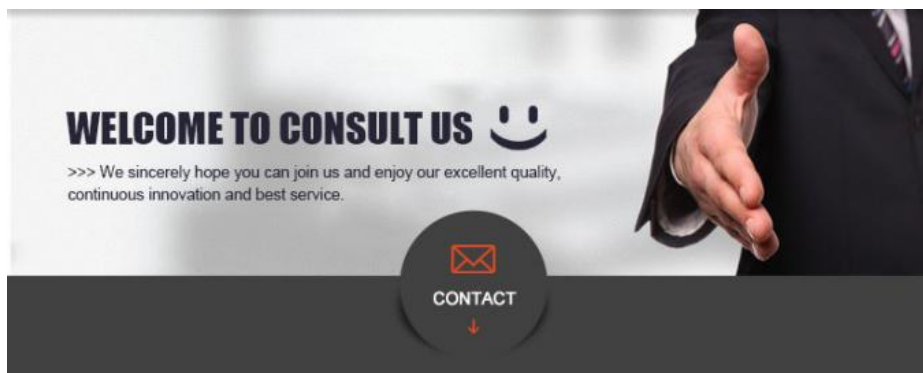 WELCOME TO CONSULT US
>>> We sincerely hope you can join us and enjoy our excellent quality,
continuous innovation and best service.
CONTACT